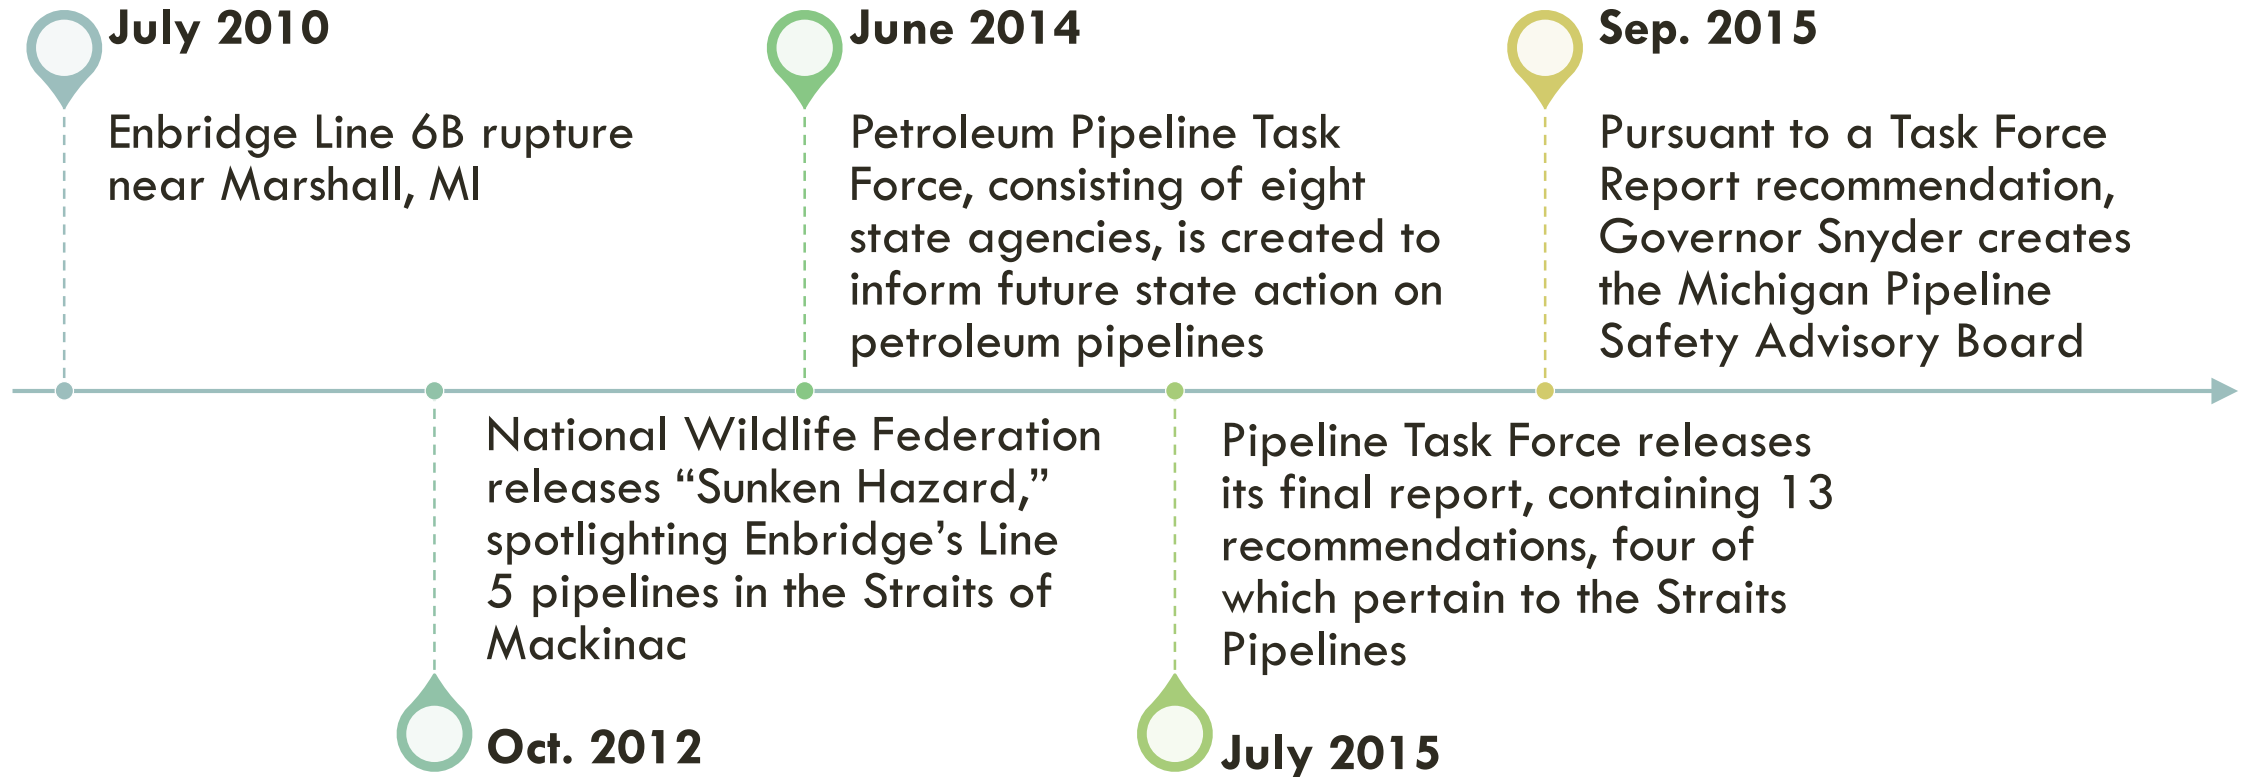 July 2010
Enbridge Line 6B rupture
near Marshall, MI
National Wildlife Federation
releases “Sunken Hazard,”
spotlighting Enbridge’s Line
5 pipelines in the Straits of
Mackinac
Oct. 2012
June 2014
Petroleum Pipeline Task
Force, consisting of eight
state agencies, is created to
inform future state action on
petroleum pipelines
Pipeline Task Force releases
its final report, containing 13
recommendations, four of
which pertain to the Straits
Pipelines
July 2015
Sep. 2015
Pursuant to a Task Force
Report recommendation,
Governor Snyder creates
the Michigan Pipeline
Safety Advisory Board